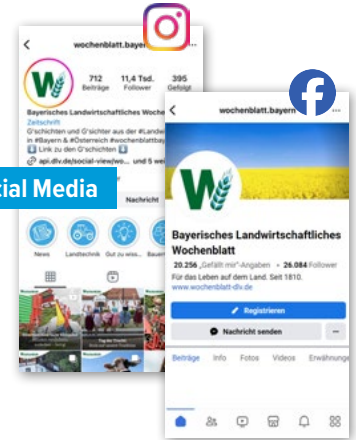 wochenblatt.bayern
712 11,4 Tsd. 395
Beiträge Follower Gefolgt
Bayerisches Landwirtschaftliches Woche
Zeitschrift
G'schichten und G'sichter aus der #Landwi
in #Bayern & #Österreich #wochenblattbay
Link zu den G'schichten
api.dlv.de/social-view/wo... und 5 wei
cial Media
Nachricht
News Landtechnik Gut zu wiss... Bauern
wochenblatt.bayern
W
Bayerisches Landwirtschaftliches
Wochenblatt
20.256 „Gefällt mir“-Angaben • 26.084 Follower
Für das Leben auf dem Land. Seit 1810.
www.wochenblatt-dlv.de
Registrieren
Nachricht senden
Beiträge Info Fotos Videos Erwähnunge